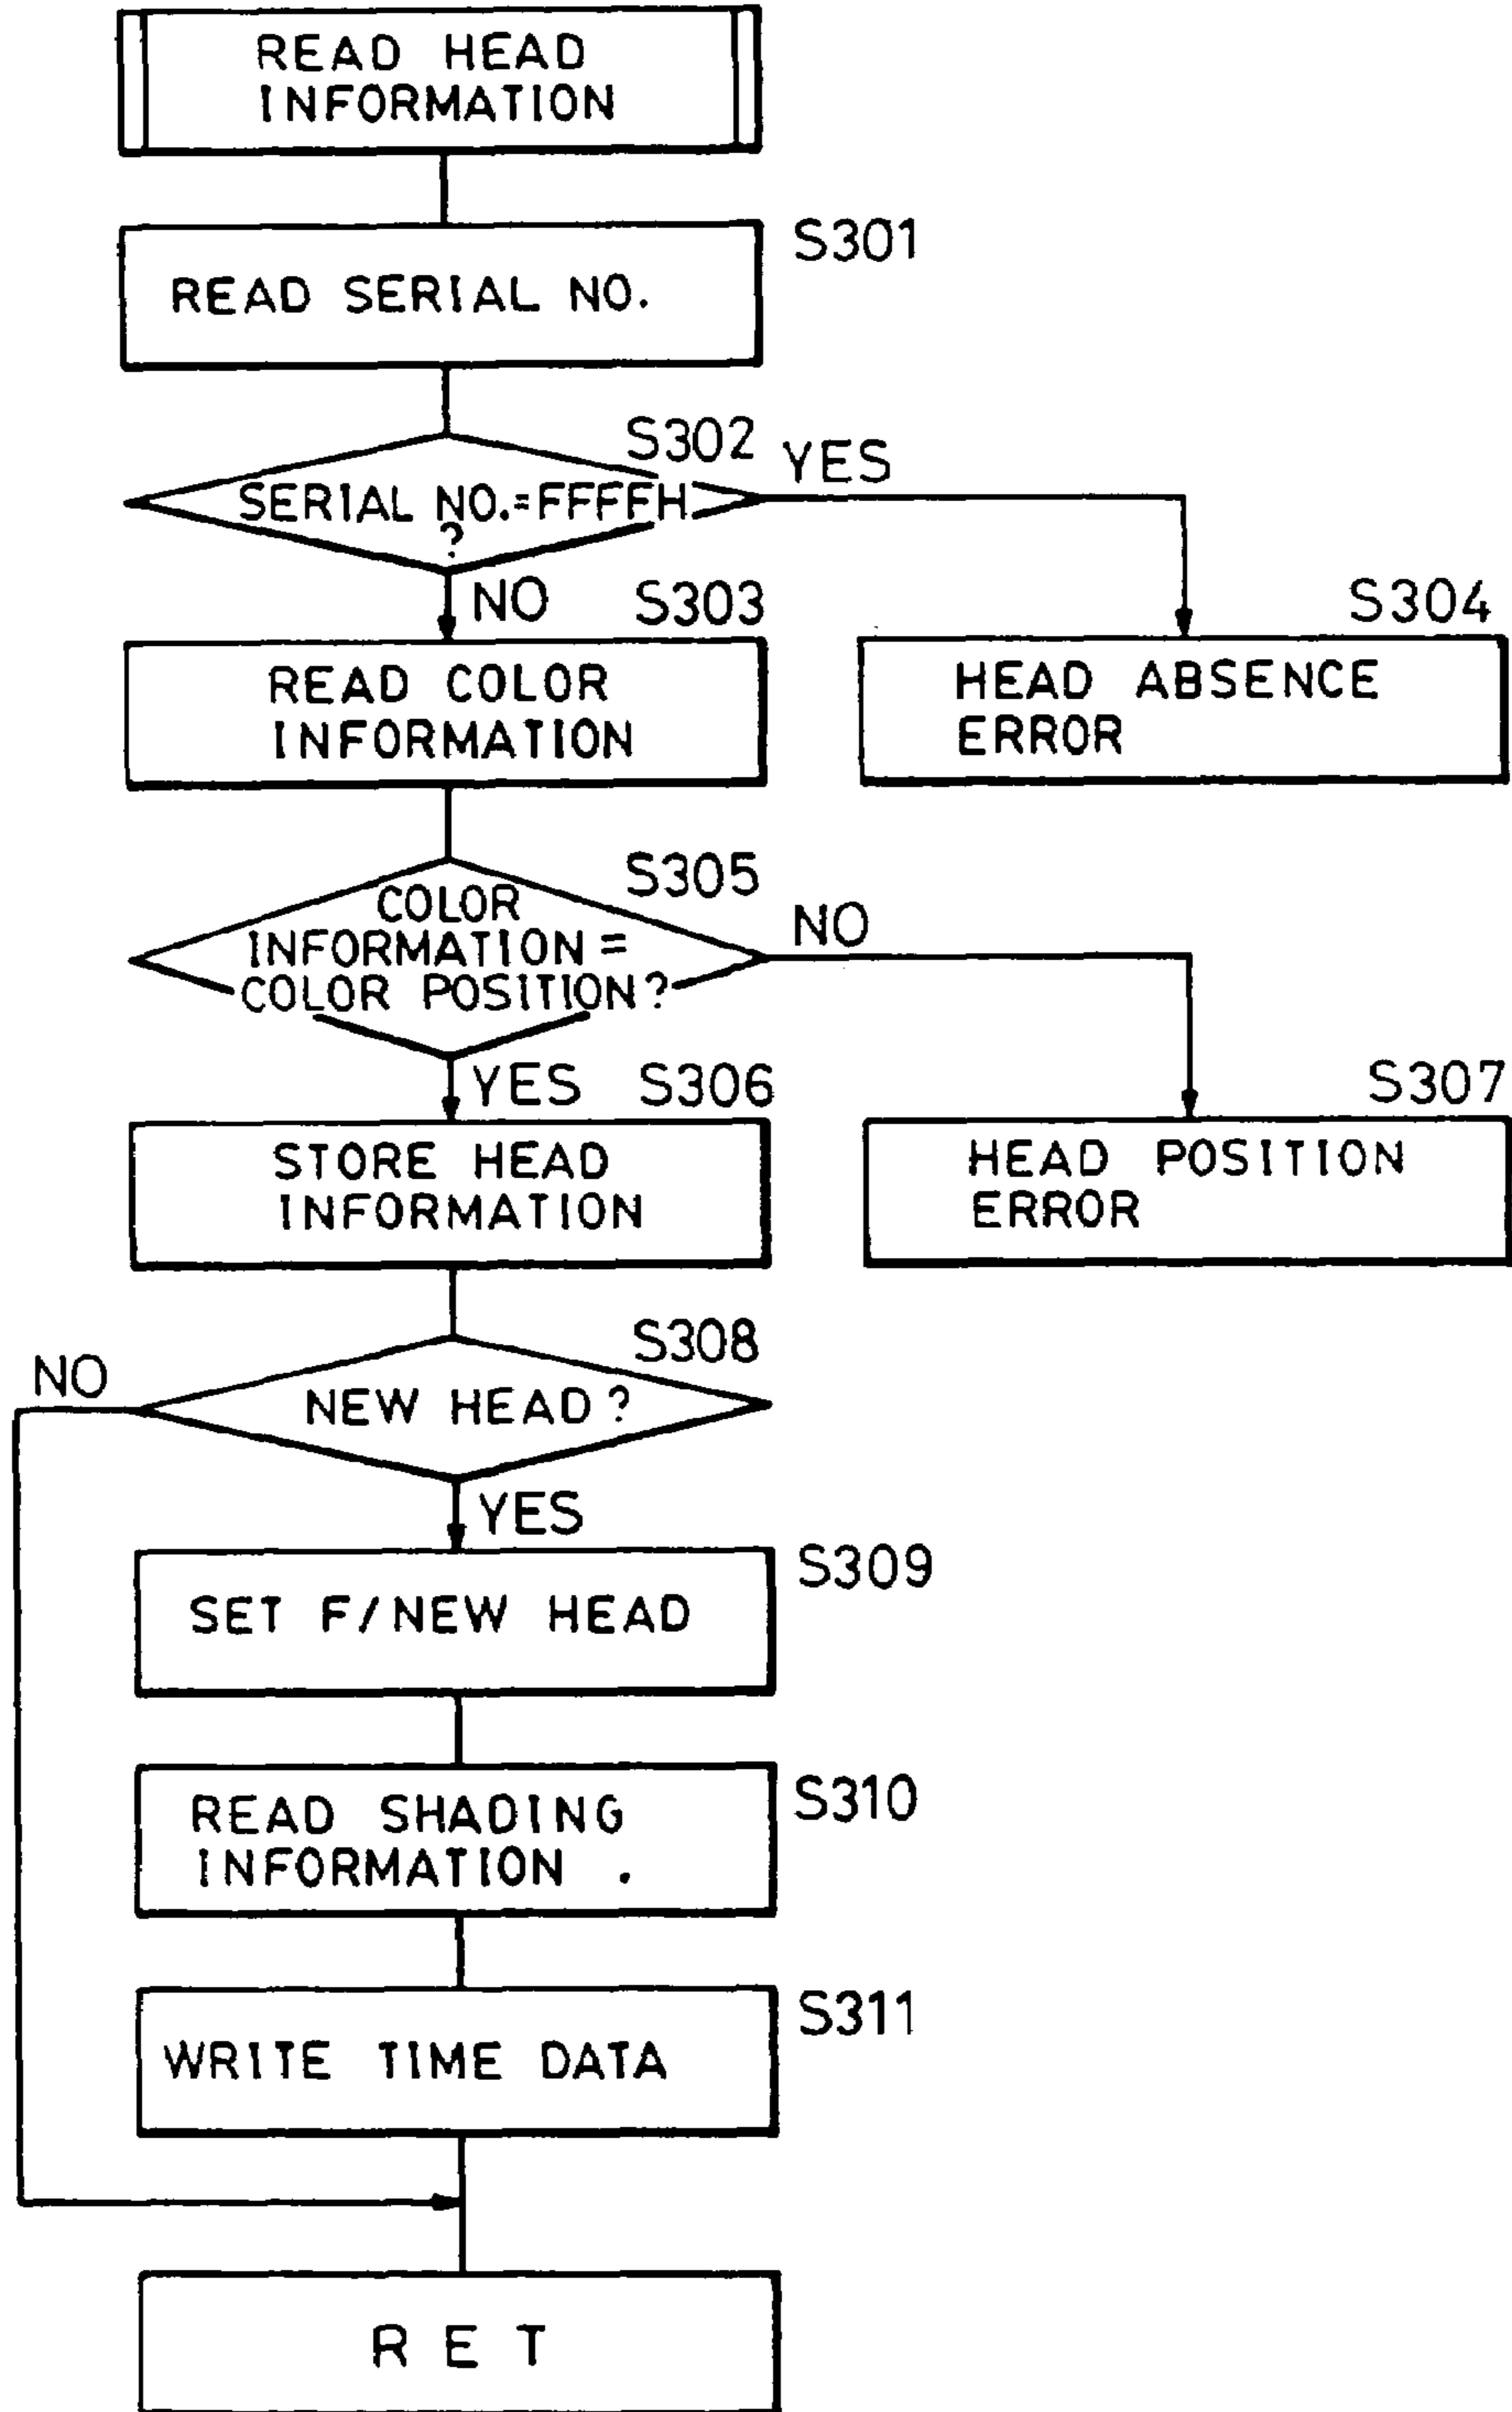 READ HEAD
INFORMATION
S301
READ SERIAL NO.
S302
YES
SERIAL NO.=FFFFH
?
NO
S303
S304
READ COLOR
INFORMATION
HEAD ABSENCE
ERROR
S305
COLOR
INFORMATION =
COLOR POSITION?
NO
YES
S306
S307
STORE HEAD
INFORMATION
HEAD POSITION
ERROR
S308
NO
NEW HEAD?
YES
S309
SET F/NEW HEAD
S310
READ SHADING
INFORMATION .
S311
WRITE TIME DATA
RET